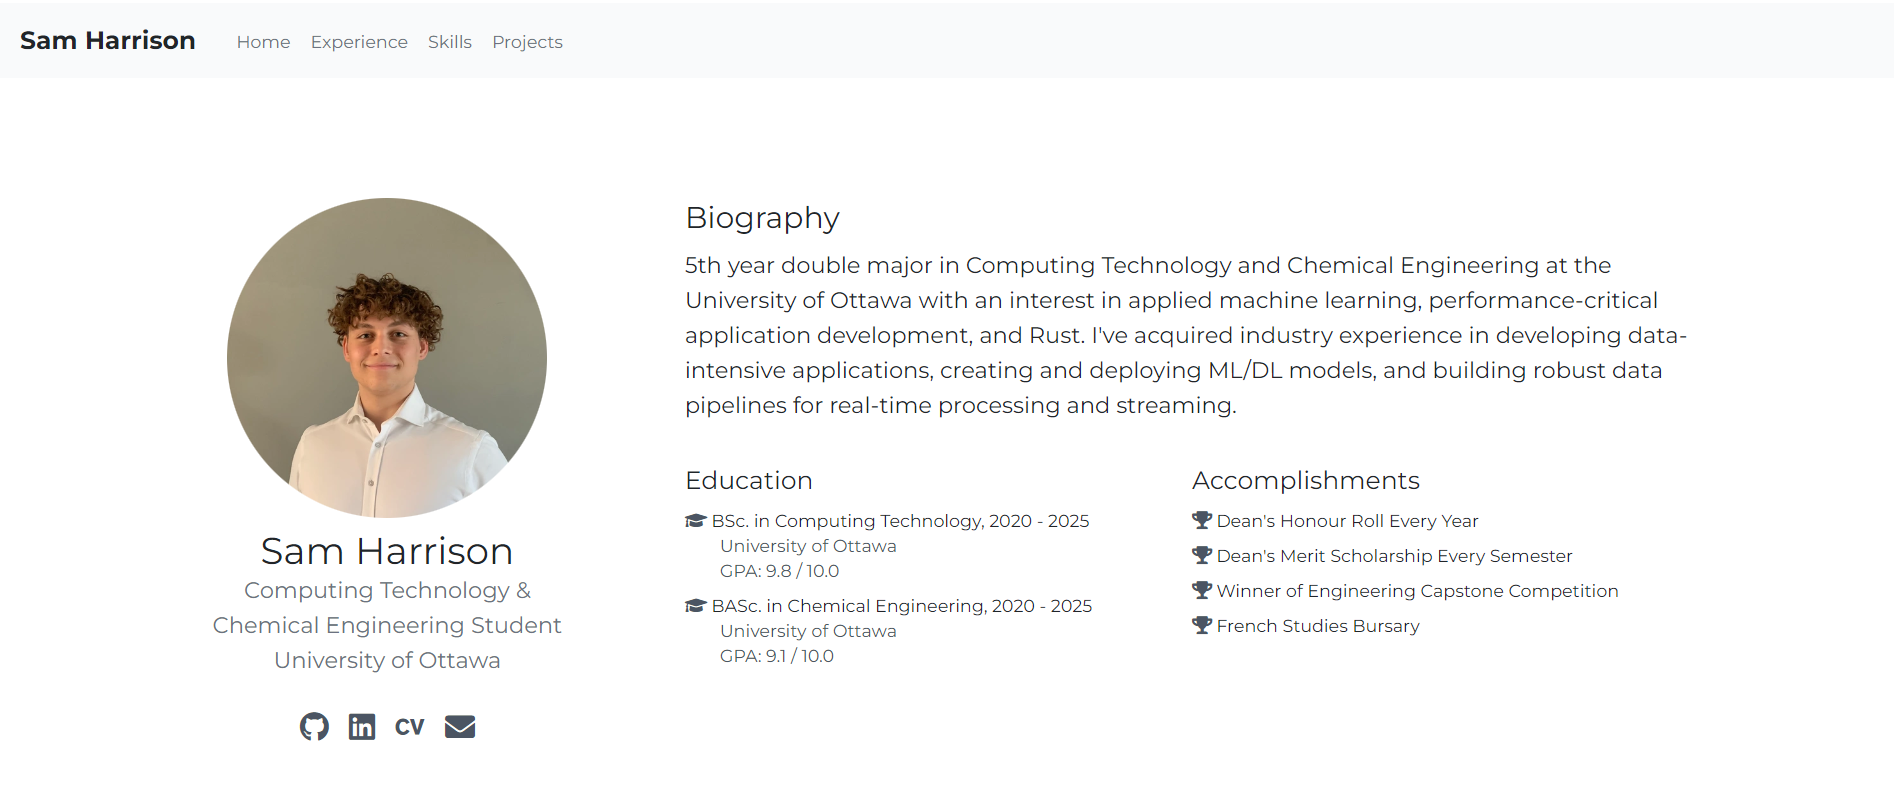 Sam Harrison
Home Experience Skills Projects
Sam Harrison
Computing Technology &
Chemical Engineering Student
University of Ottawa
CV
Biography
5th year double major in Computing Technology and Chemical Engineering at the
University of Ottawa with an interest in applied machine learning, performance-critical
application development, and Rust. I've acquired industry experience in developing data-
intensive applications, creating and deploying ML/DL models, and building robust data
pipelines for real-time processing and streaming.
Education
BSc. in Computing Technology, 2020 - 2025
University of Ottawa
GPA: 9.8 / 10.0
BASc. in Chemical Engineering, 2020 - 2025
University of Ottawa
GPA: 9.1 / 10.0
Accomplishments
Dean's Honour Roll Every Year
Dean's Merit Scholarship Every Semester
Winner of Engineering Capstone Competition
French Studies Bursary